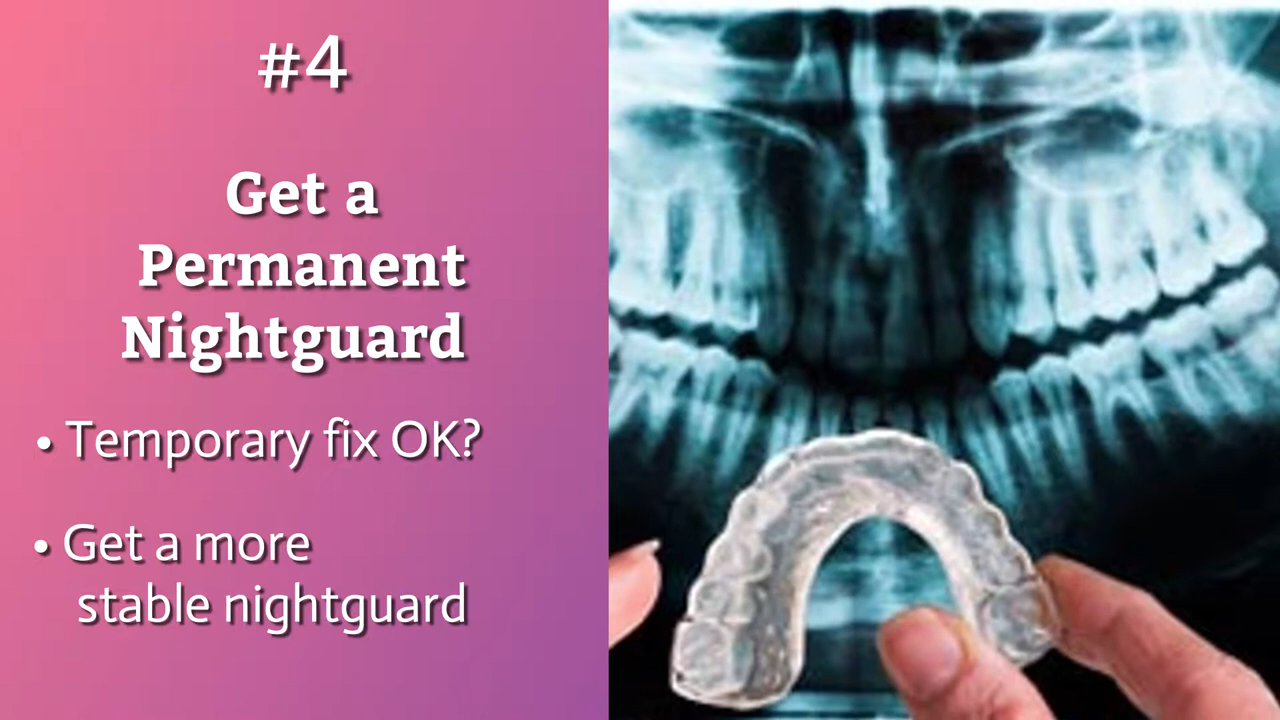 #4
Get a
Permanent
Nightguard
• Temporary fix OK?
• Get a more
stable nightguard